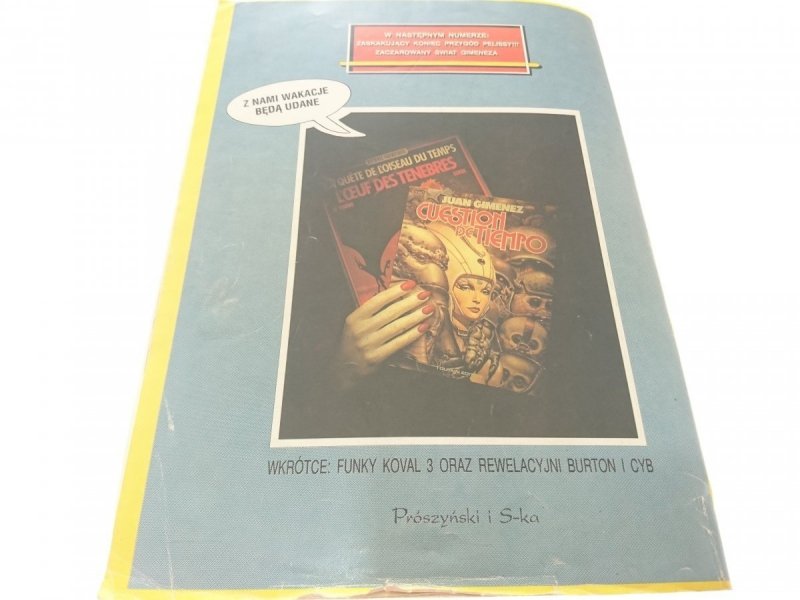 W NASTĘPNYM NUMERZE:
ZASKAKUJĄCY KONIEC PRZYGÓD PELISSY!!!
ZACZAROWANY ŚWIAT GIMENEZA
Z NAMI WAKACJE
BĘDĄ UDANE
QUÊTE DE L'OISEAU DU TEMPS
L'ŒUF DES TÉNÈBRES
JUAN GIMENEZ
CUESTION
DE TIEMPO
WKRÓTCE: FUNKY KOVAL 3 ORAZ REWELACYJNI BURTON I CYB
Prószyński i S-ka